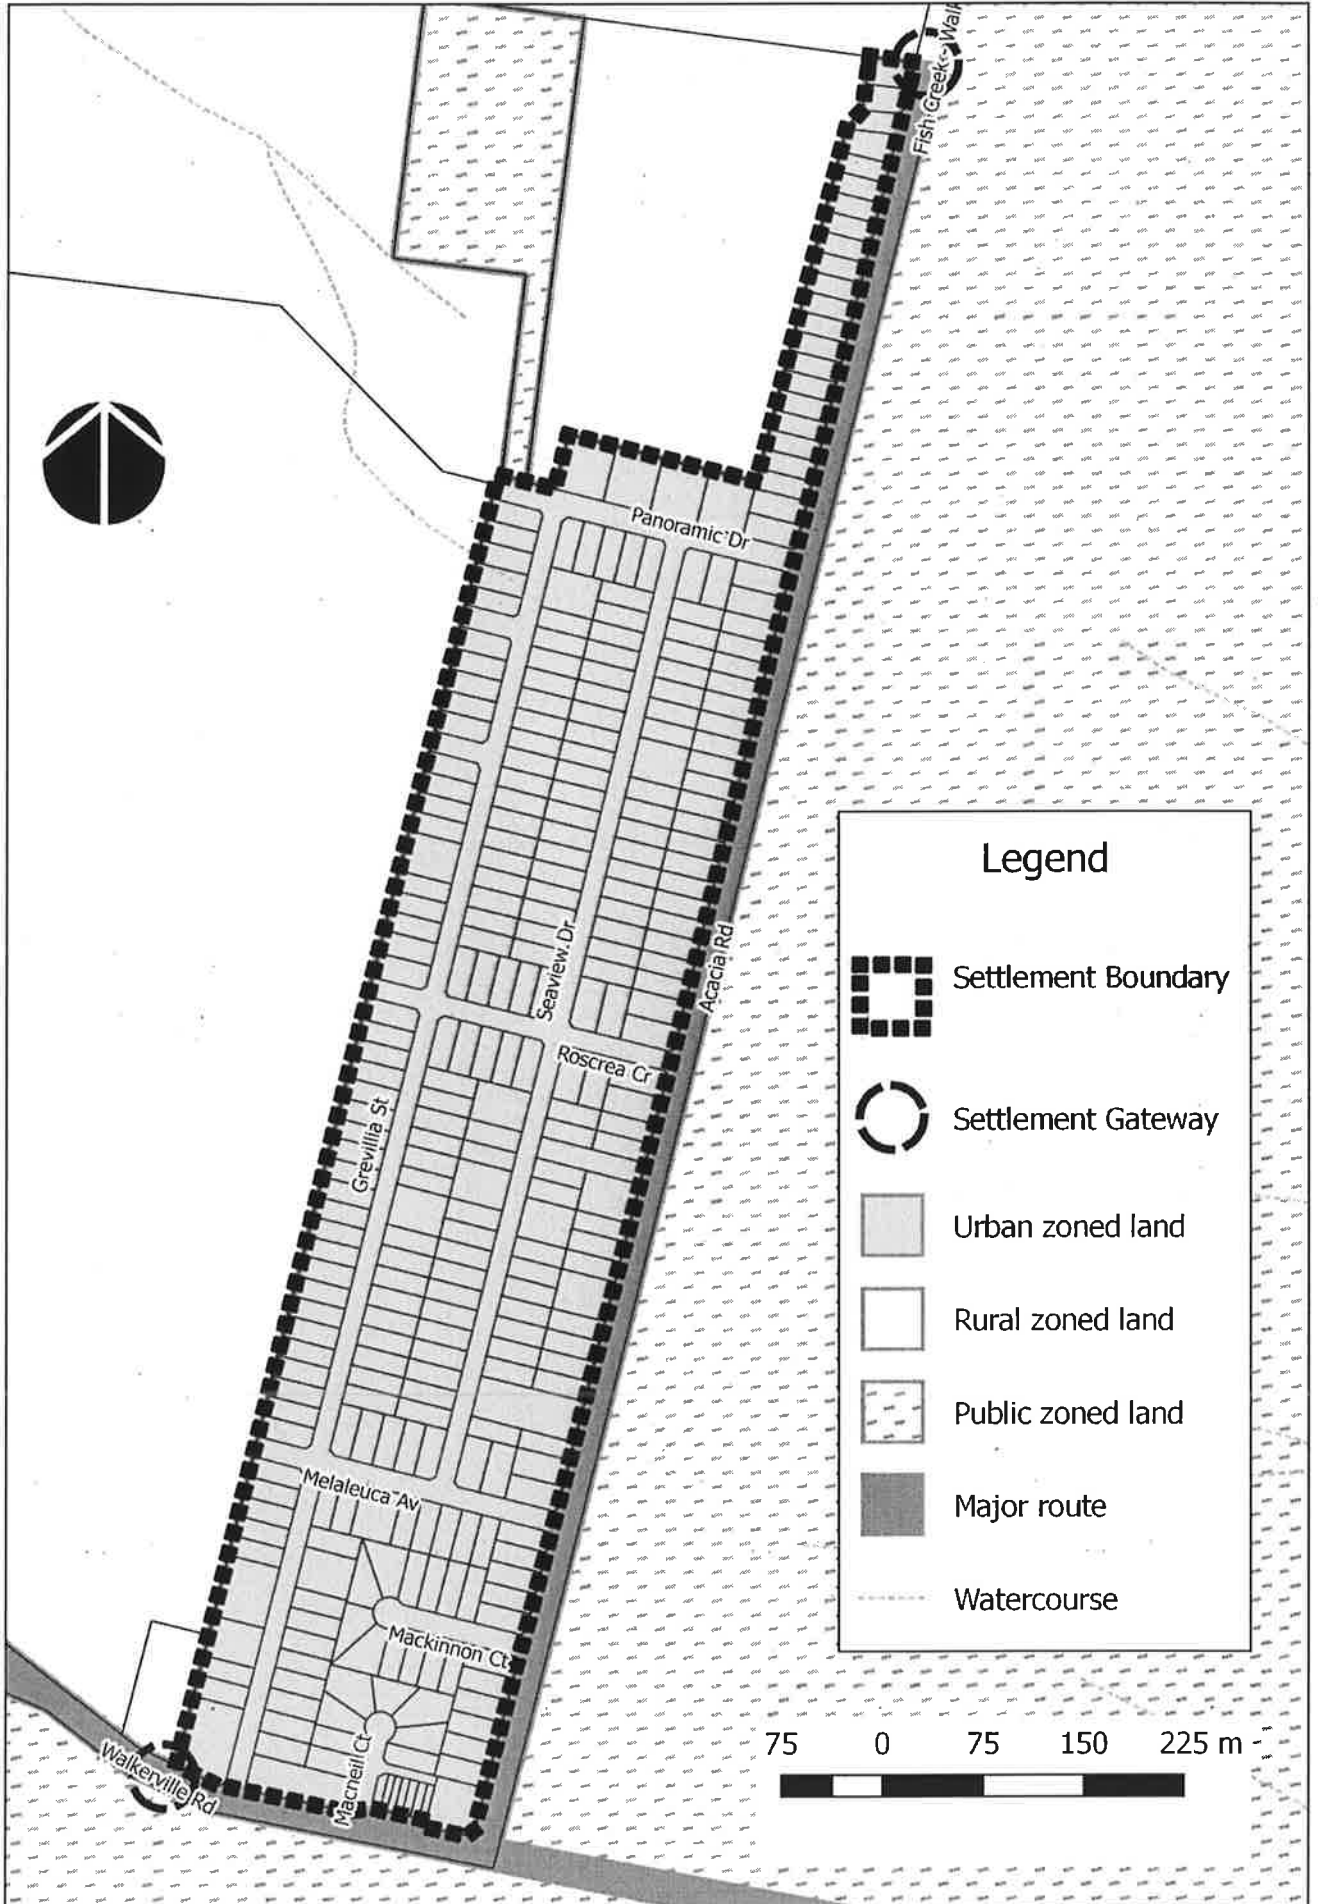 Fish Creek - Walk
Panoramic Dr
Seaview Dr
Acacia Rd
Roscrea Cr
Grevillia St
Melaleuca Av
Mackinnon Ct
Macneil Ct
Walkerville Rd
Legend
Settlement Boundary
Settlement Gateway
Urban zoned land
Rural zoned land
Public zoned land
Major route
Watercourse
75 0 75 150 225 m